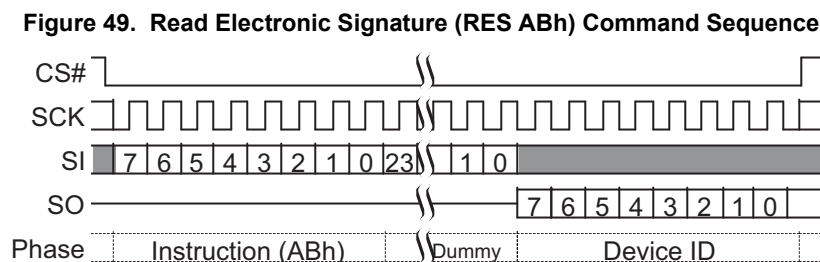 Figure 49. Read Electronic Signature (RES ABh) Command Sequence
CS#
SCK
SI 7 6 5 4 3 2 1 0 23 1 0
SO 7 6 5 4 3 2 1 0
Phase Instruction (ABh) Dummy Device ID